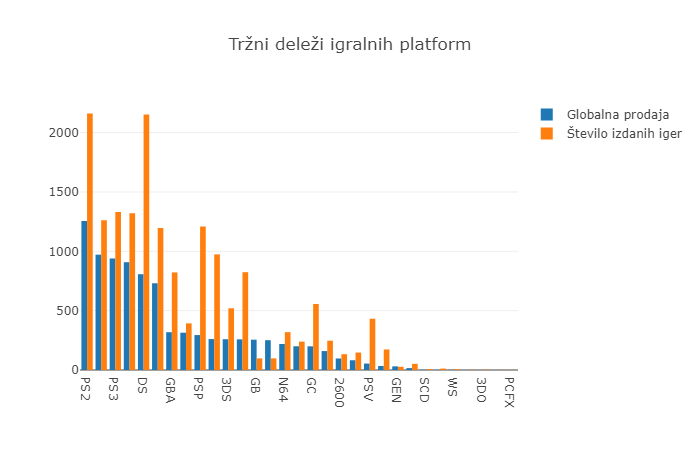 Tržni deleži igralnih platform
Globalna prodaja
Število izdanih iger
2000
1500
1000
500
0
PS2
PS3
DS
GBA
PSP
3DS
GB
N64
GC
2600
PSV
GEN
SCD
WS
3DO
PCFX